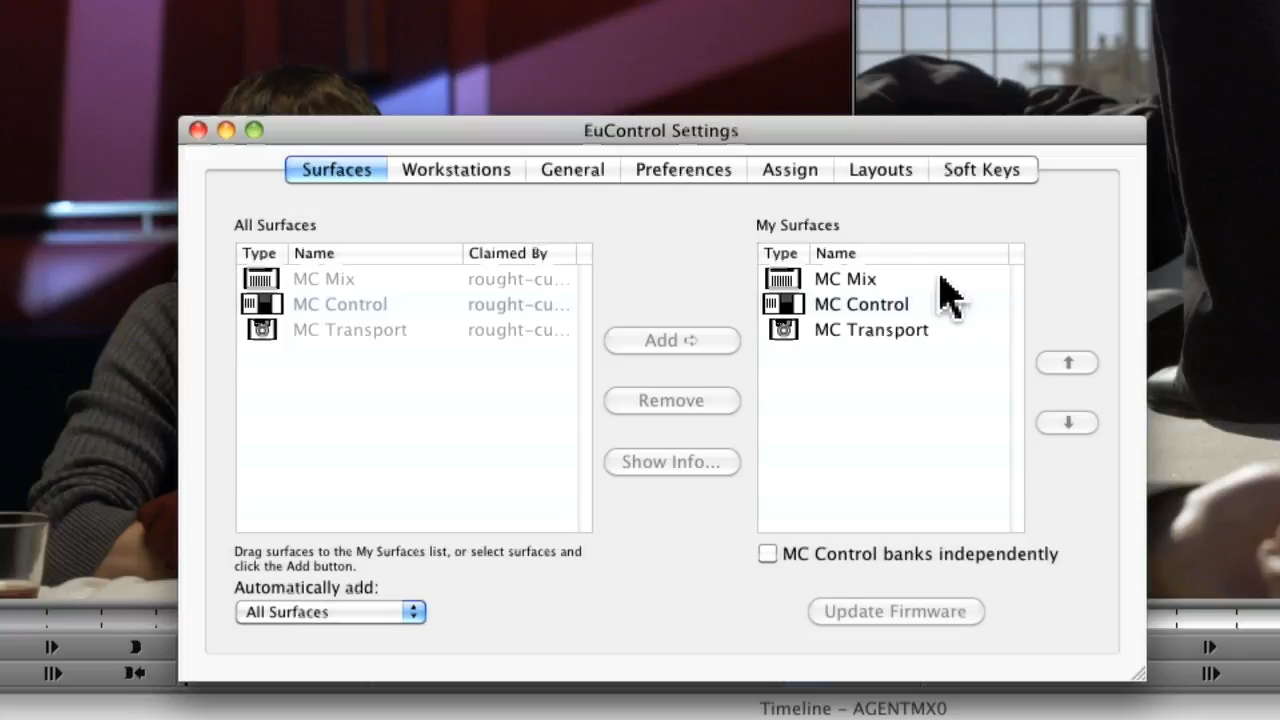 EuControl Settings
Surfaces Workstations General Preferences Assign Layouts Soft Keys
All Surfaces
Type Name Claimed By
MC Mix rought-cu...
MC Control rought-cu...
MC Transport rought-cu...
Add
Remove
Show Info...
My Surfaces
Type Name
MC Mix
MC Control
MC Transport
Drag surfaces to the My Surfaces list, or select surfaces and
click the Add button.
Automatically add:
All Surfaces
MC Control banks independently
Update Firmware
Timeline - AGENTMX0